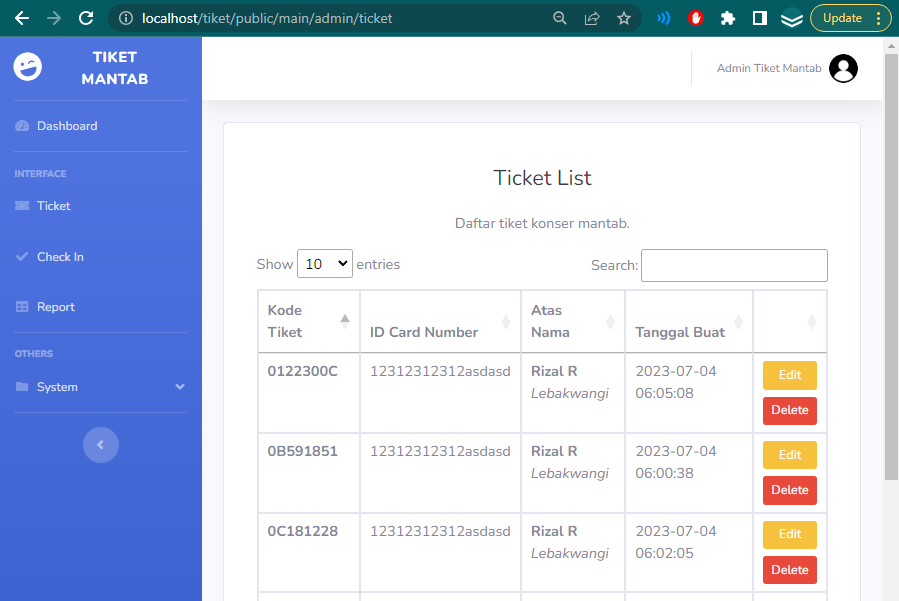 localhost/tiket/public/main/admin/ticket
Update
TIKET
MANTAB
Admin Tiket Mantab
Dashboard
INTERFACE
Ticket
Check In
Report
OTHERS
System
Ticket List
Daftar tiket konser mantab.
Show 10 entries
Search:
Kode
Tiket
ID Card Number
Atas
Nama
Tanggal Buat
0122300C
12312312312asdasd
Rizal R
Lebakwangi
2023-07-04
06:05:08
Edit
Delete
0B591851
12312312312asdasd
Rizal R
Lebakwangi
2023-07-04
06:00:38
Edit
Delete
0C181228
12312312312asdasd
Rizal R
Lebakwangi
2023-07-04
06:02:05
Edit
Delete